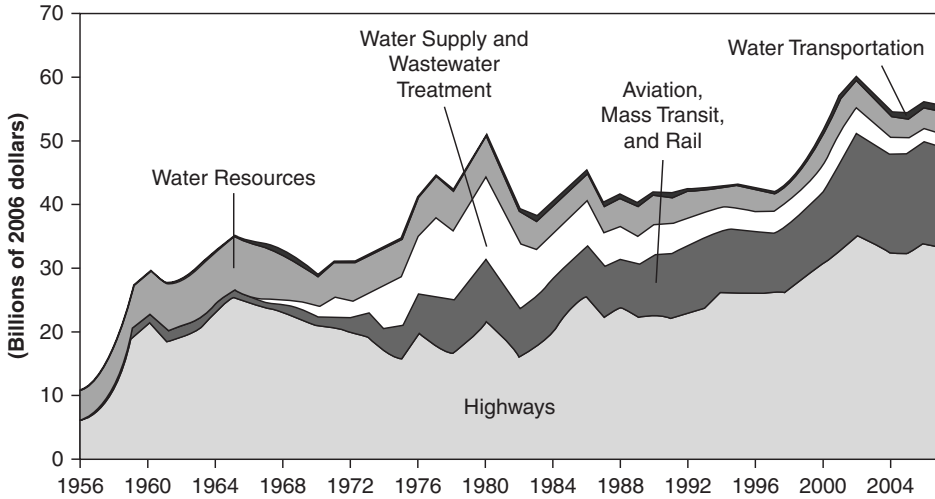 70
60
50
40
30
20
10
0
(Billions of 2006 dollars)
Water Supply and
Wastewater
Treatment
Water Transportation
Aviation,
Mass Transit,
and Rail
Water Resources
Highways
1956 1960 1964 1968 1972 1976 1980 1984 1988 1992 1996 2000 2004